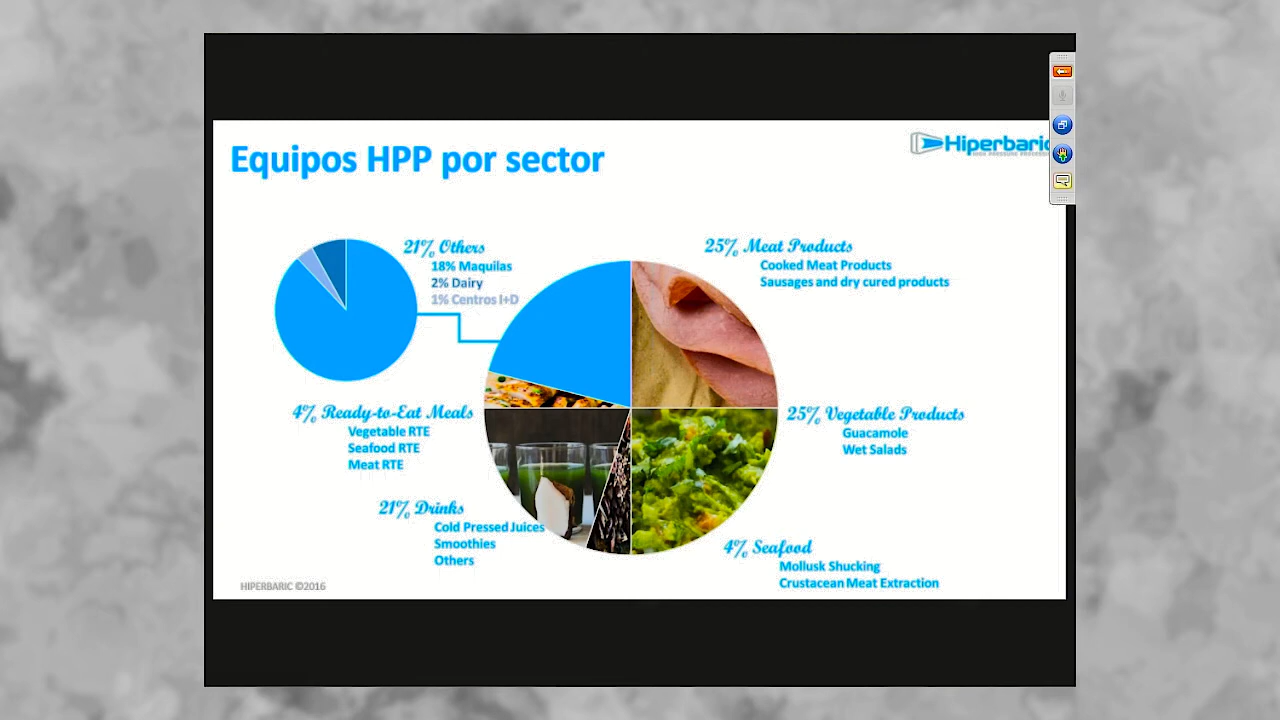 Equipos HPP por sector
Hiperbaric
21% Others
18% Maquilas
2% Dairy
1% Centros I+D
25% Meat Products
Cooked Meat Products
Sausages and dry cured products
4% Ready-to-Eat Meals
Vegetable RTE
Seafood RTE
Meat RTE
25% Vegetable Products
Guacamole
Wet Salads
21% Drinks
Cold Pressed Juices
Smoothies
Others
4% Seafood
Mollusk Shucking
Crustacean Meat Extraction
HIPERBARIC ©2016